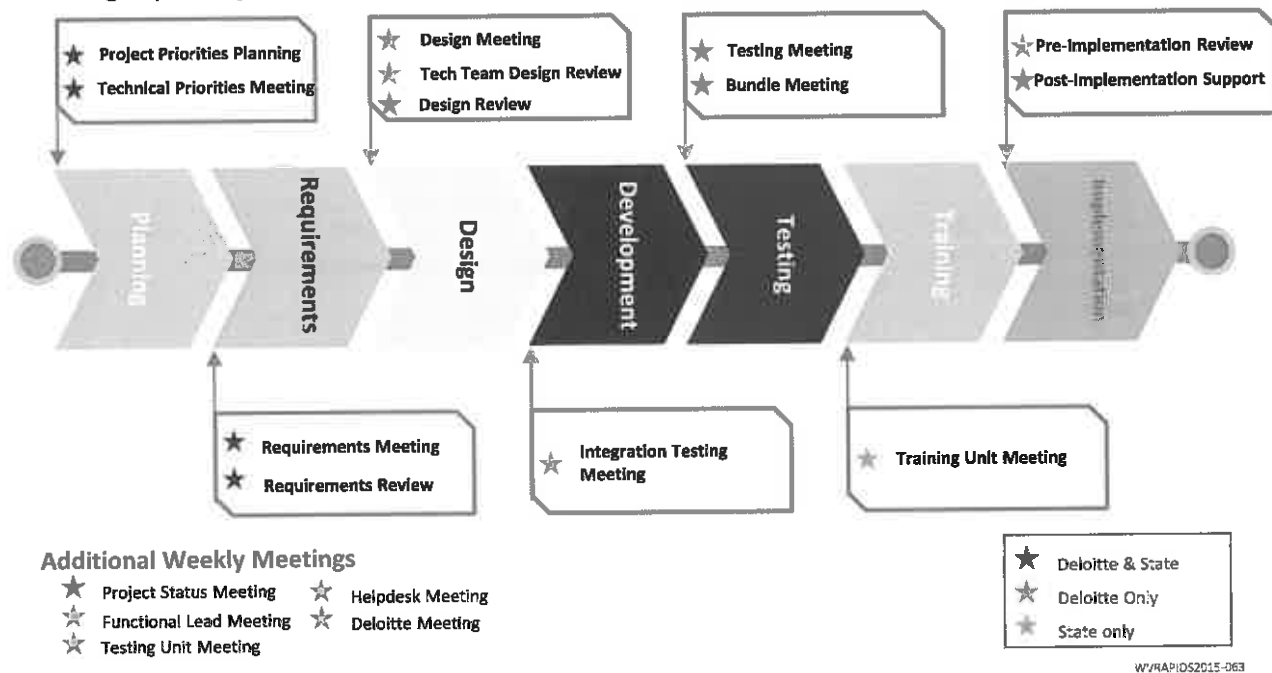 Project Priorities Planning
Technical Priorities Meeting
Design Meeting
Tech Team Design Review
Design Review
Testing Meeting
Bundle Meeting
Pre-Implementation Review
Post-Implementation Support
Planning
Requirements
Design
Development
Testing
Training
Implementation
Requirements Meeting
Requirements Review
Integration Testing
Meeting
Training Unit Meeting
Additional Weekly Meetings
Project Status Meeting
Helpdesk Meeting
Functional Lead Meeting
Deloitte Meeting
Testing Unit Meeting
Deloitte & State
Deloitte Only
State only
WVRAPIDS2015-063